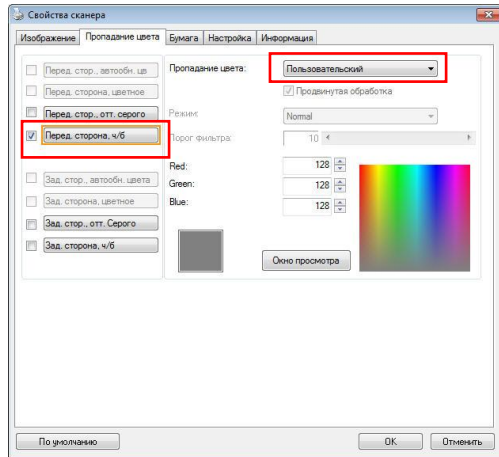 Свойства сканера
Изображение Пропадание цвета Бумага Настройка Информация
Перед. стор., автообн. цв
Перед. сторона, цветное
Перед. стор., отт. серого
Перед. сторона, ч/б
Зад. стор., автообн. цвета
Зад. сторона, цветное
Зад. стор., отт. Серого
Зад. сторона, ч/б
Пропадание цвета: Пользовательский
Продвинутая обработка
Режим: Normal
Порог фильтра: 10
Red: 128
Green: 128
Blue: 128
Окно просмотра
По умолчанию OK Отменить